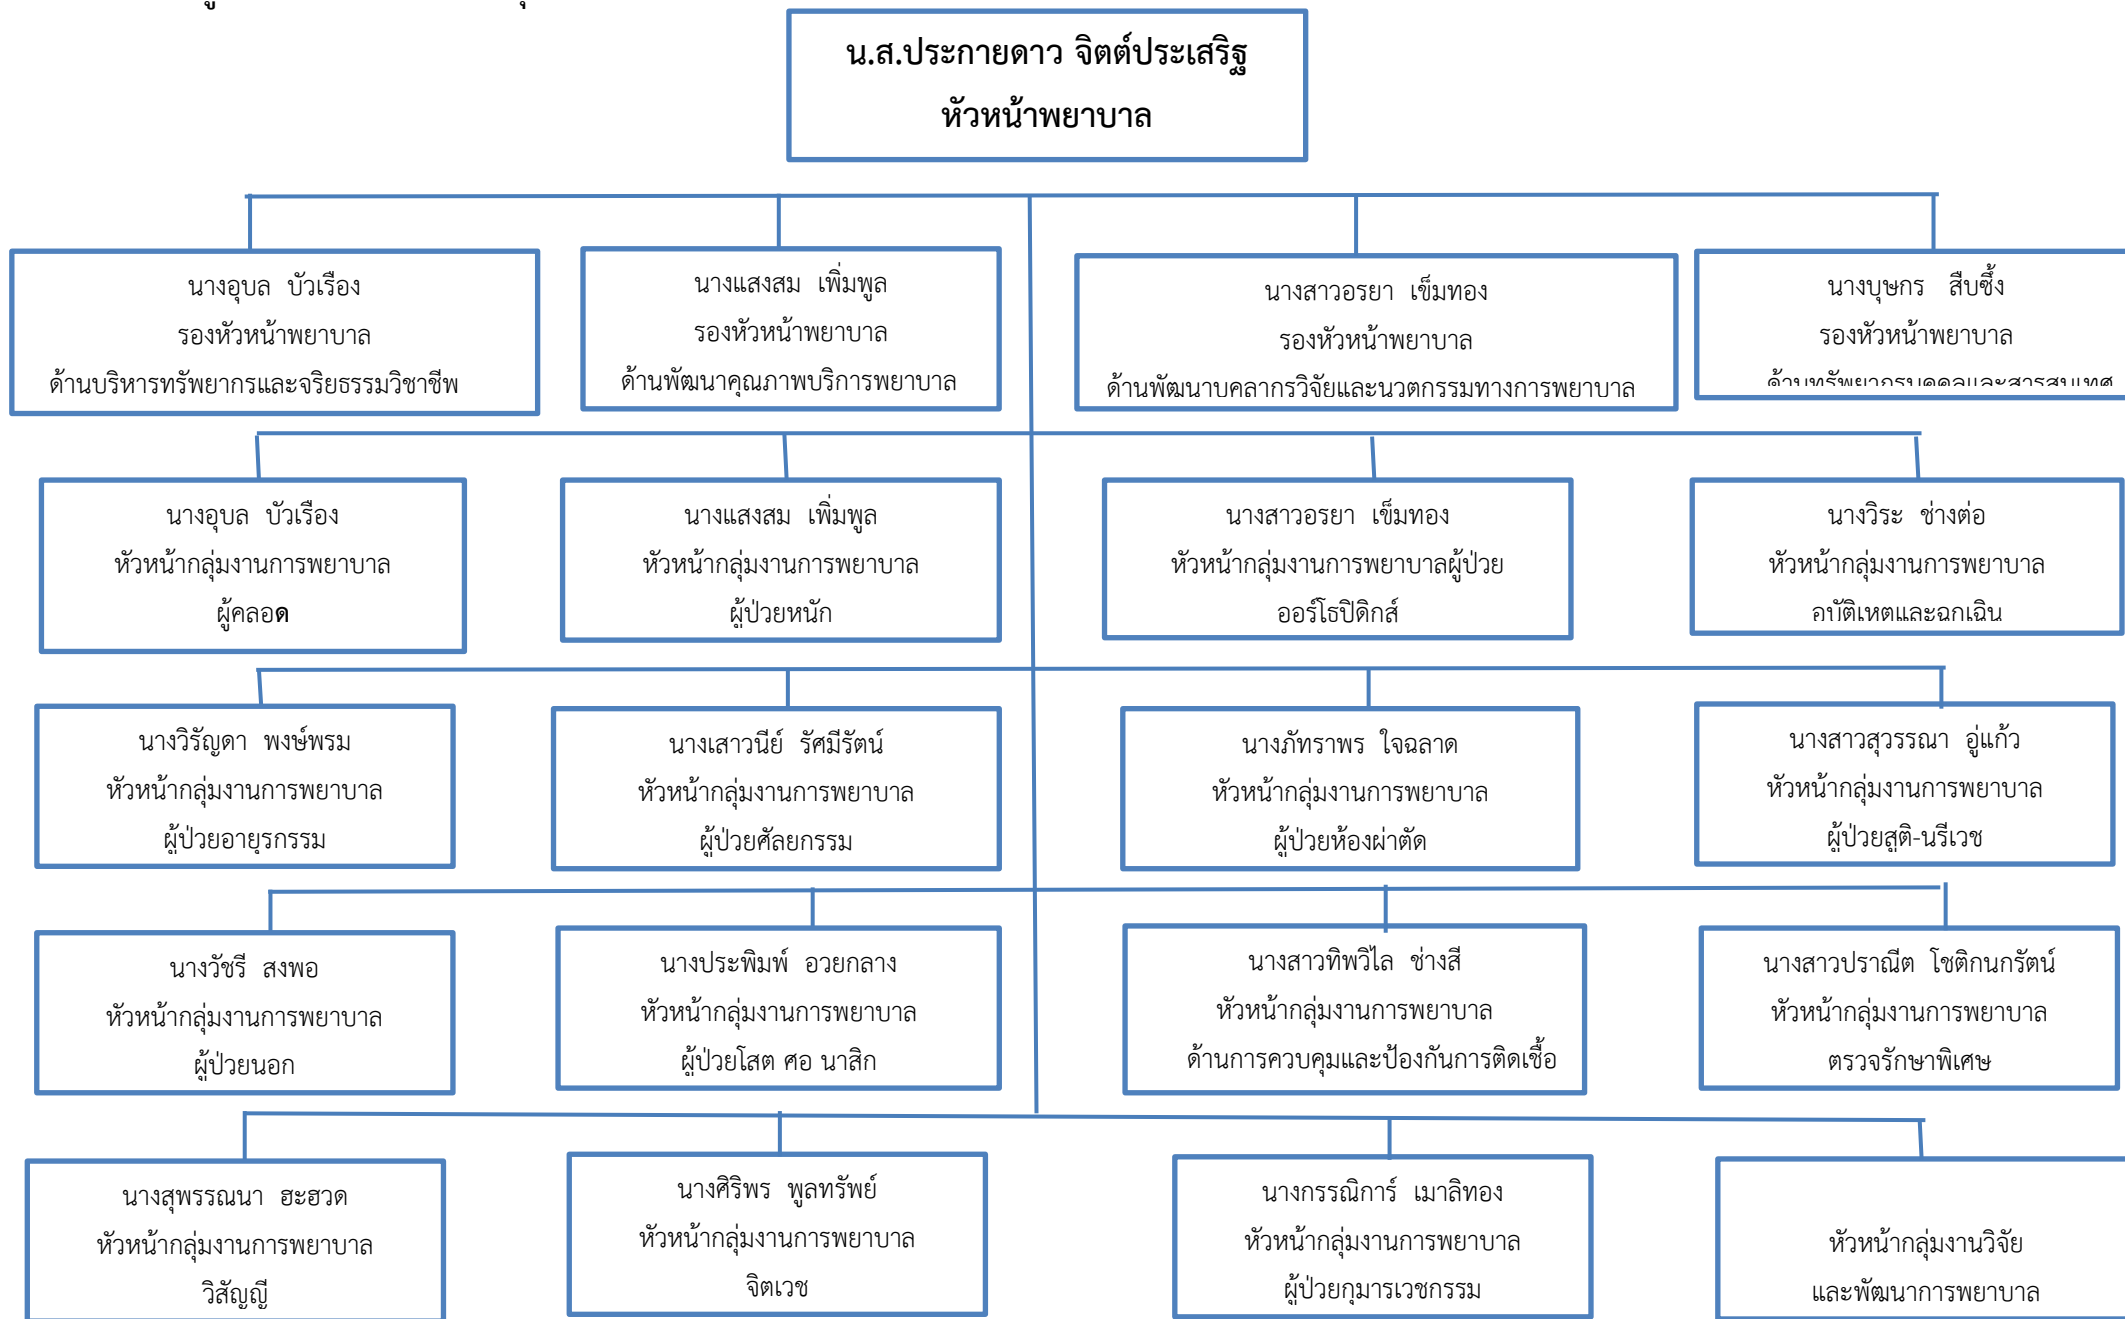 น.ส.ประกายดาว จิตต์ประเสริฐ
หัวหน้าพยาบาล
นางอุบล บัวเรือง
รองหัวหน้าพยาบาล
ด้านบริหารทรัพยากรและจริยธรรมวิชาชีพ
นางแสงสม เพิ่มพูล
รองหัวหน้าพยาบาล
ด้านพัฒนาคุณภาพบริการพยาบาล
นางสาวอรยา เข็มทอง
รองหัวหน้าพยาบาล
ด้านพัฒนาบุคลากรวิจัยและนวัตกรรมทางการพยาบาล
นางบุษกร สืบซึ้ง
รองหัวหน้าพยาบาล
ด้านทรัพยากรบุคคลและสารสนเทศ
นางอุบล บัวเรือง
หัวหน้ากลุ่มงานการพยาบาล
ผู้คลอด
นางแสงสม เพิ่มพูล
หัวหน้ากลุ่มงานการพยาบาล
ผู้ป่วยหนัก
นางสาวอรยา เข็มทอง
หัวหน้ากลุ่มงานการพยาบาลผู้ป่วย
ออร์โธปิดิกส์
นางวิระ ช่างต่อ
หัวหน้ากลุ่มงานการพยาบาล
อุบัติเหตุและฉุกเฉิน
นางวิรัญดา พงษ์พรม
หัวหน้ากลุ่มงานการพยาบาล
ผู้ป่วยอายุรกรรม
นางเสาวนีย์ รัศมีรัตน์
หัวหน้ากลุ่มงานการพยาบาล
ผู้ป่วยศัลยกรรม
นางภัทราพร ใจฉลาด
หัวหน้ากลุ่มงานการพยาบาล
ผู้ป่วยห้องผ่าตัด
นางสาวสุวรรณา อู่แก้ว
หัวหน้ากลุ่มงานการพยาบาล
ผู้ป่วยสูติ-นรีเวช
นางวัชรี สงพอ
หัวหน้ากลุ่มงานการพยาบาล
ผู้ป่วยนอก
นางประพิมพ์ อวยกลาง
หัวหน้ากลุ่มงานการพยาบาล
ผู้ป่วยโสต ศอ นาสิก
นางสาวทิพวิไล ช่างสี
หัวหน้ากลุ่มงานการพยาบาล
ด้านการควบคุมและป้องกันการติดเชื้อ
นางสาวปราณีต โชติกนกรัตน์
หัวหน้ากลุ่มงานการพยาบาล
ตรวจรักษาพิเศษ
นางสุพรรณนา ฮะฮวด
หัวหน้ากลุ่มงานการพยาบาล
วิสัญญี
นางศิริพร พูลทรัพย์
หัวหน้ากลุ่มงานการพยาบาล
จิตเวช
นางกรรณิการ์ เมาลิทอง
หัวหน้ากลุ่มงานการพยาบาล
ผู้ป่วยกุมารเวชกรรม
หัวหน้ากลุ่มงานวิจัย
และพัฒนาการพยาบาล